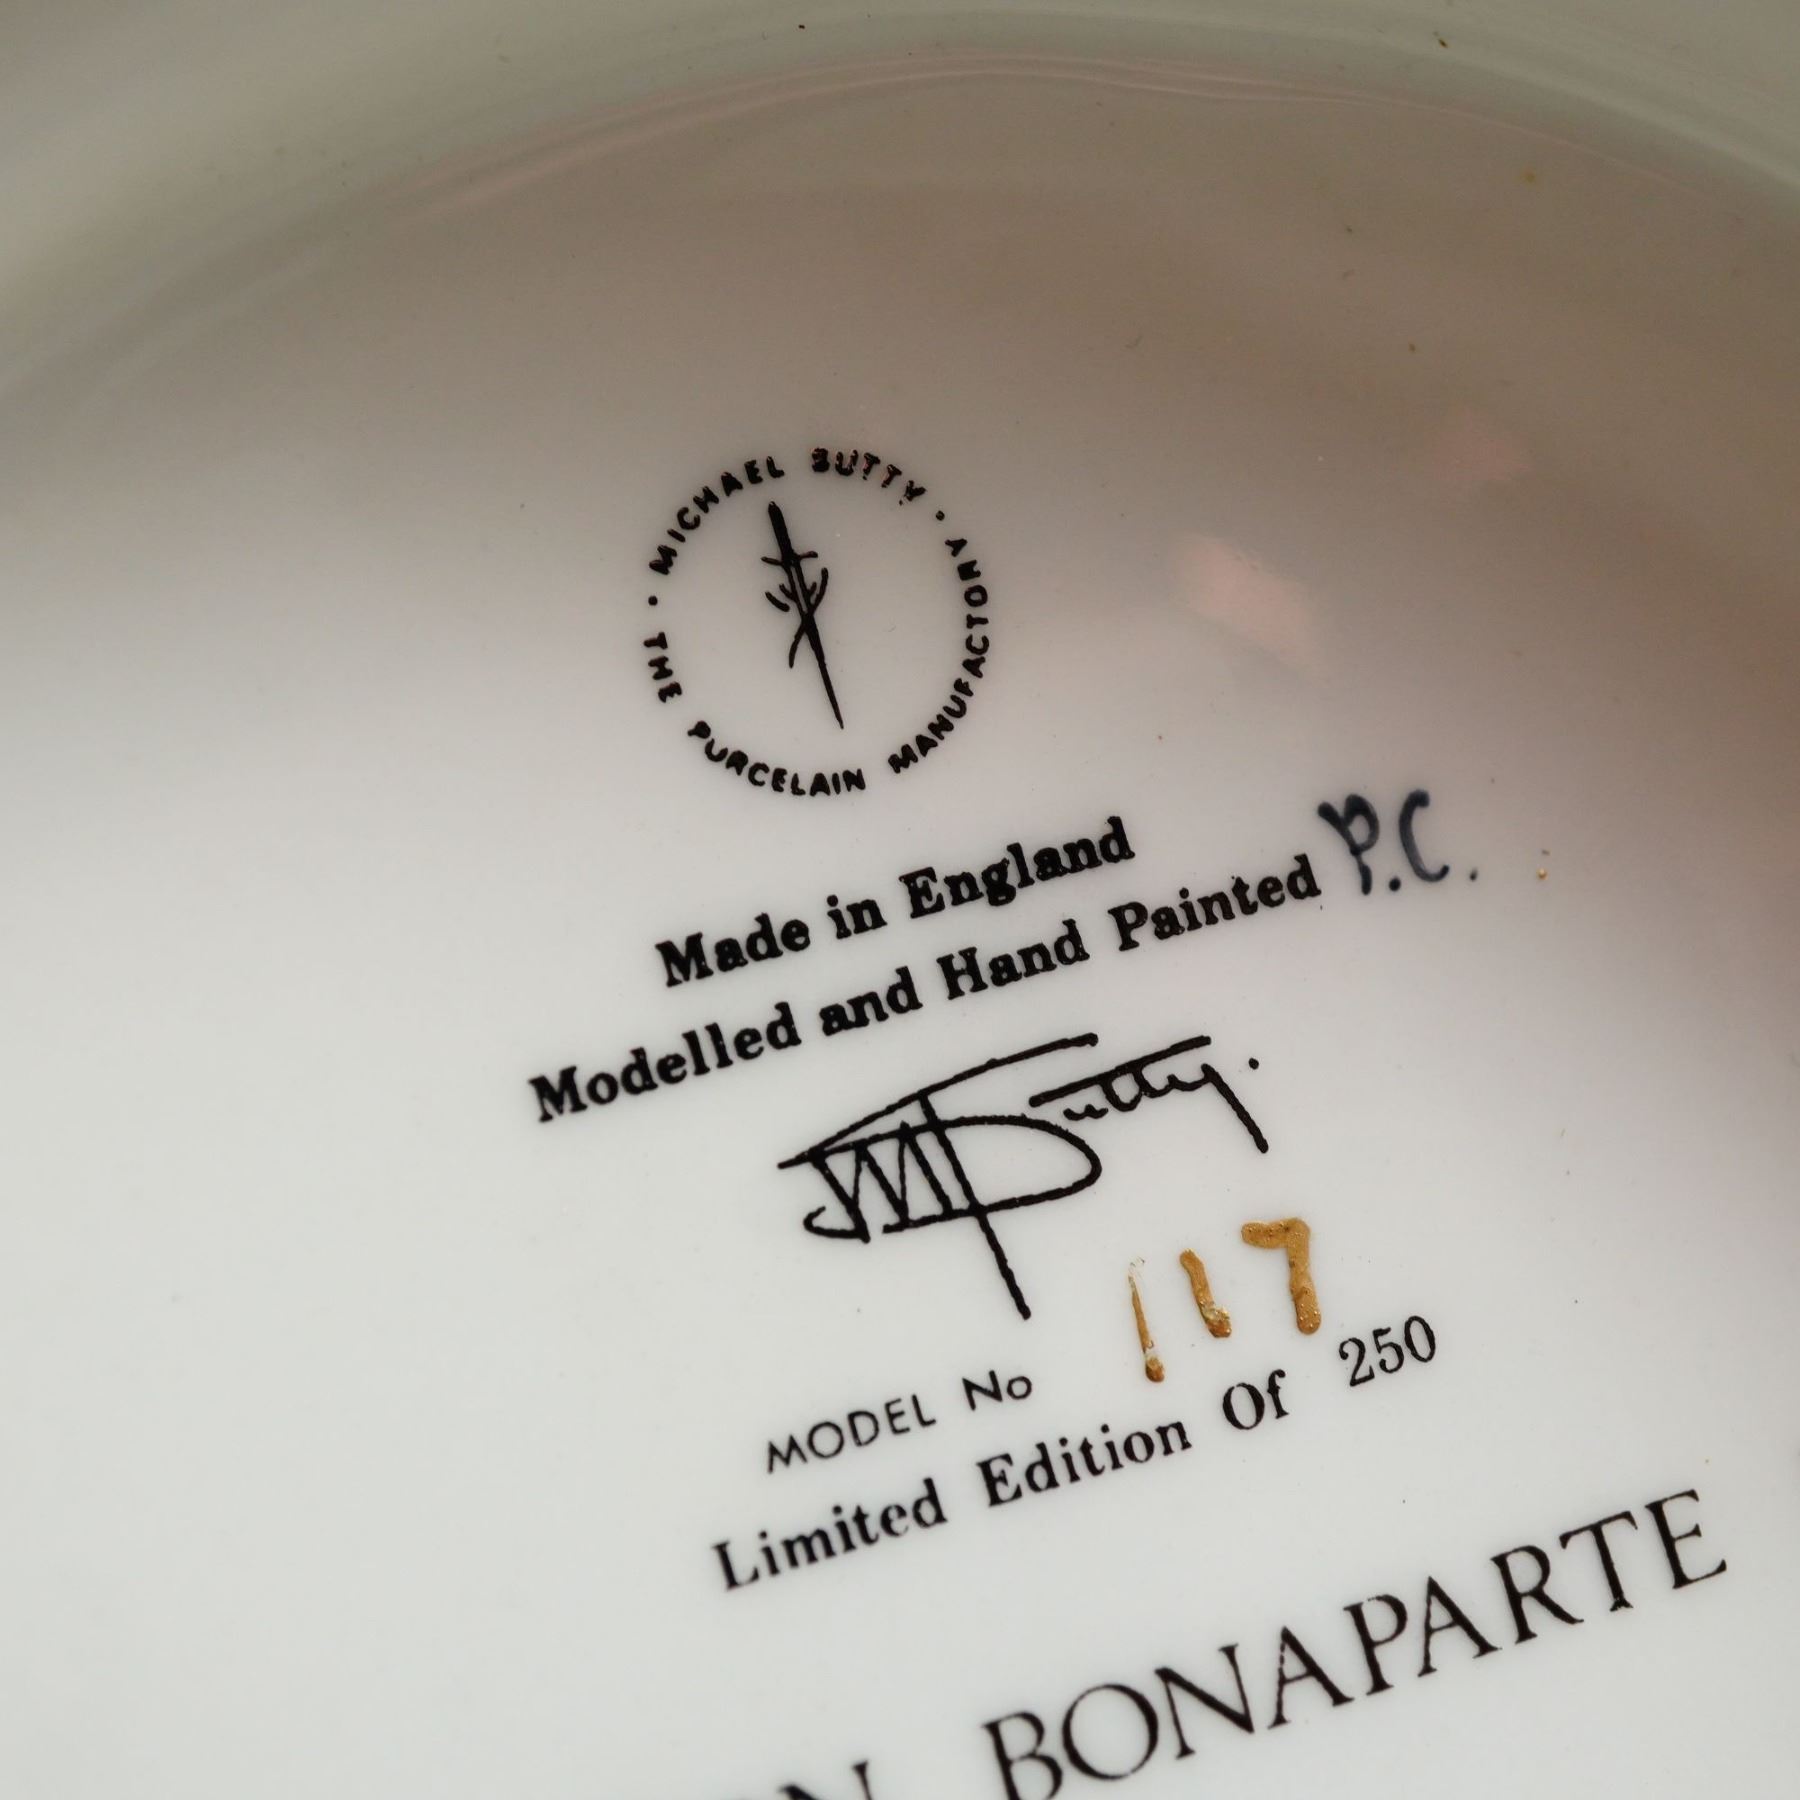 · MICHAEL SUTTY · THE PORCELAIN MANUFACTORY
Made in England
Modelled and Hand Painted P.C.
M Sutty.
MODEL No 117
Limited Edition Of 250
BONAPARTE